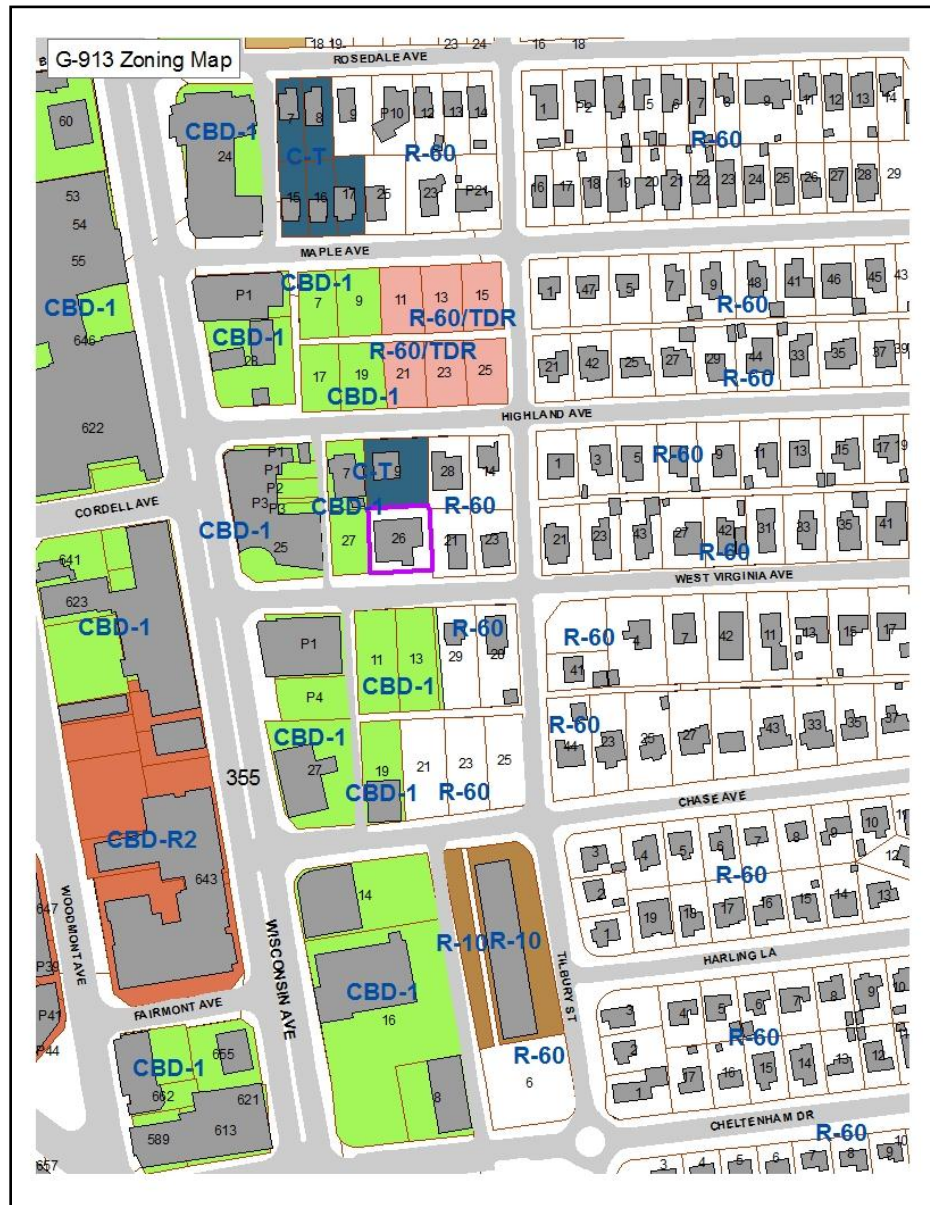 G-913 Zoning Map
18 19
23 24
16 18
ROSEDALE AVE
60
CBD-1
24
7 8 9 P10 12 13 14
C-T
R-60
15 16 17 25 23 P21
1 P2 4 5 6 7 8 9 11 12 13 14
R-60
16 17 18 19 20 21 22 23 24 25 26 27 28 29
53
54
55
MAPLE AVE
CBD-1
646
622
P1
CBD-1
28
CBD-1
7 9 11 13 15
R-60/TDR
R-60/TDR
17 19 21 23 25
CBD-1
1 47 5 7 9 48 41 46 45 43
R-60
21 42 25 27 29 44 33 35 37 39
R-60
HIGHLAND AVE
CORDELL AVE
P1
P1
P2
P3
P3
CBD-1
25
7
C-T
9
CBD-1
27
26
28 14
R-60
21 23
1 3 5 9 11 13 15 17 19
R-60
21 23 43 27 42 31 33 35 41
R-60
WEST VIRGINIA AVE
641
623
CBD-1
P1
P4
CBD-1
27
11 13
CBD-1
R-60
29 28
19
CBD-1
21 23 25
R-60
R-60
4 7 42 11 13 15 17
41
R-60
44 23 25 27 43 33 35 37
CHASE AVE
355
CBD-R2
643
WOODMONT AVE
647
P39
P41
P44
FAIRMONT AVE
WISCONSIN AVE
14
CBD-1
16
8
R-10 R-10
TILBURY ST
R-60
6
3 4 5 6 7 8 9 10 11
12
R-60
2
1 19 18 17 16 15 14 13
HARLING LA
3 4 5 6 7 8 9 10
2
R-60
1 17 16 15 14 13 12
CHELTENHAM DR
R-60
3 4 5 6 7 8 9 10
CBD-1
655
662
621
589
613
657